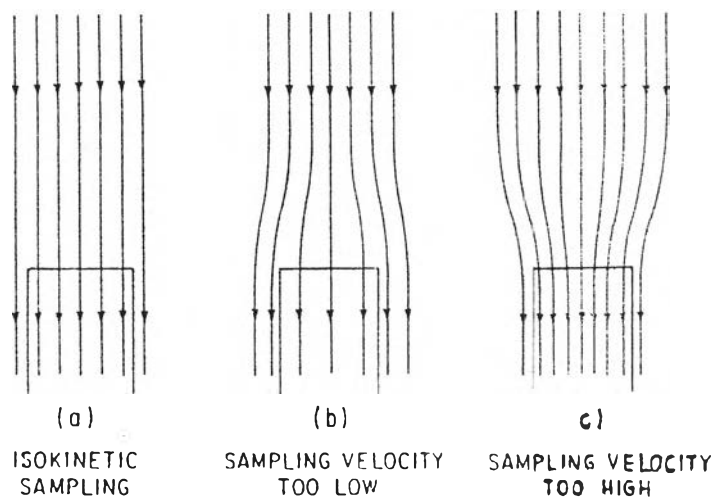 (a)
ISOKINETIC
SAMPLING
(b)
SAMPLING VELOCITY
TOO LOW
c)
SAMPLING VELOCITY
TOO HIGH